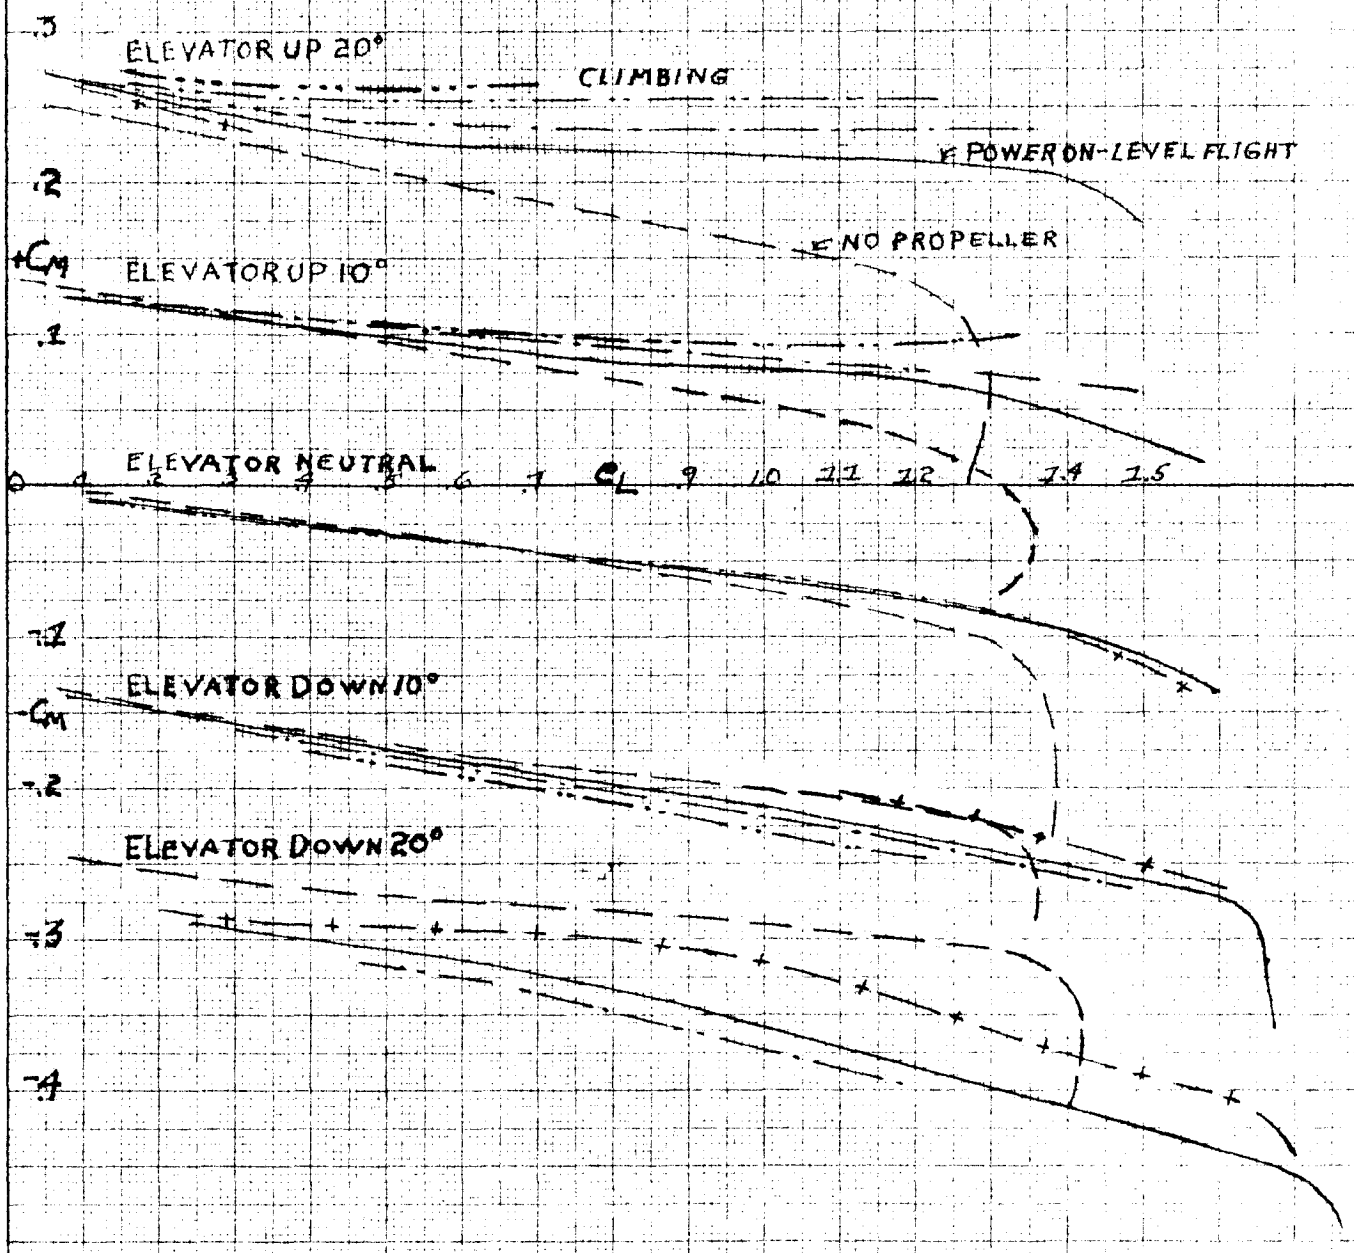 .3
ELEVATOR UP 20°
CLIMBING
POWER ON-LEVEL FLIGHT
.2
NO PROPELLER
+CM
ELEVATOR UP 10°
.1
ELEVATOR NEUTRAL
0 .1 .3 .5 .6 .7 CL .9 1.0 1.1 1.2 1.4 1.5
-.1
ELEVATOR DOWN 10°
-CM
-.2
ELEVATOR DOWN 20°
-.3
-.4